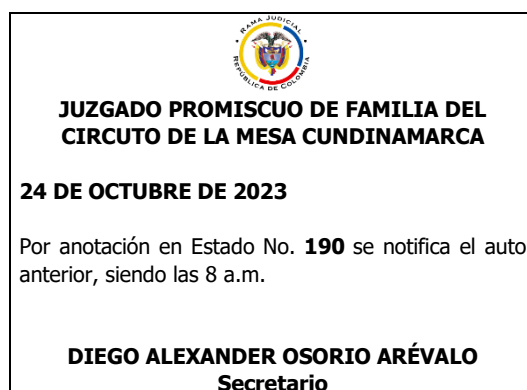 RAMA JUDICIAL
REPÚBLICA DE COLOMBIA
JUZGADO PROMISCUO DE FAMILIA DEL
CIRCUTO DE LA MESA CUNDINAMARCA
24 DE OCTUBRE DE 2023
Por anotación en Estado No. 190 se notifica el auto
anterior, siendo las 8 a.m.
DIEGO ALEXANDER OSORIO ARÉVALO
Secretario